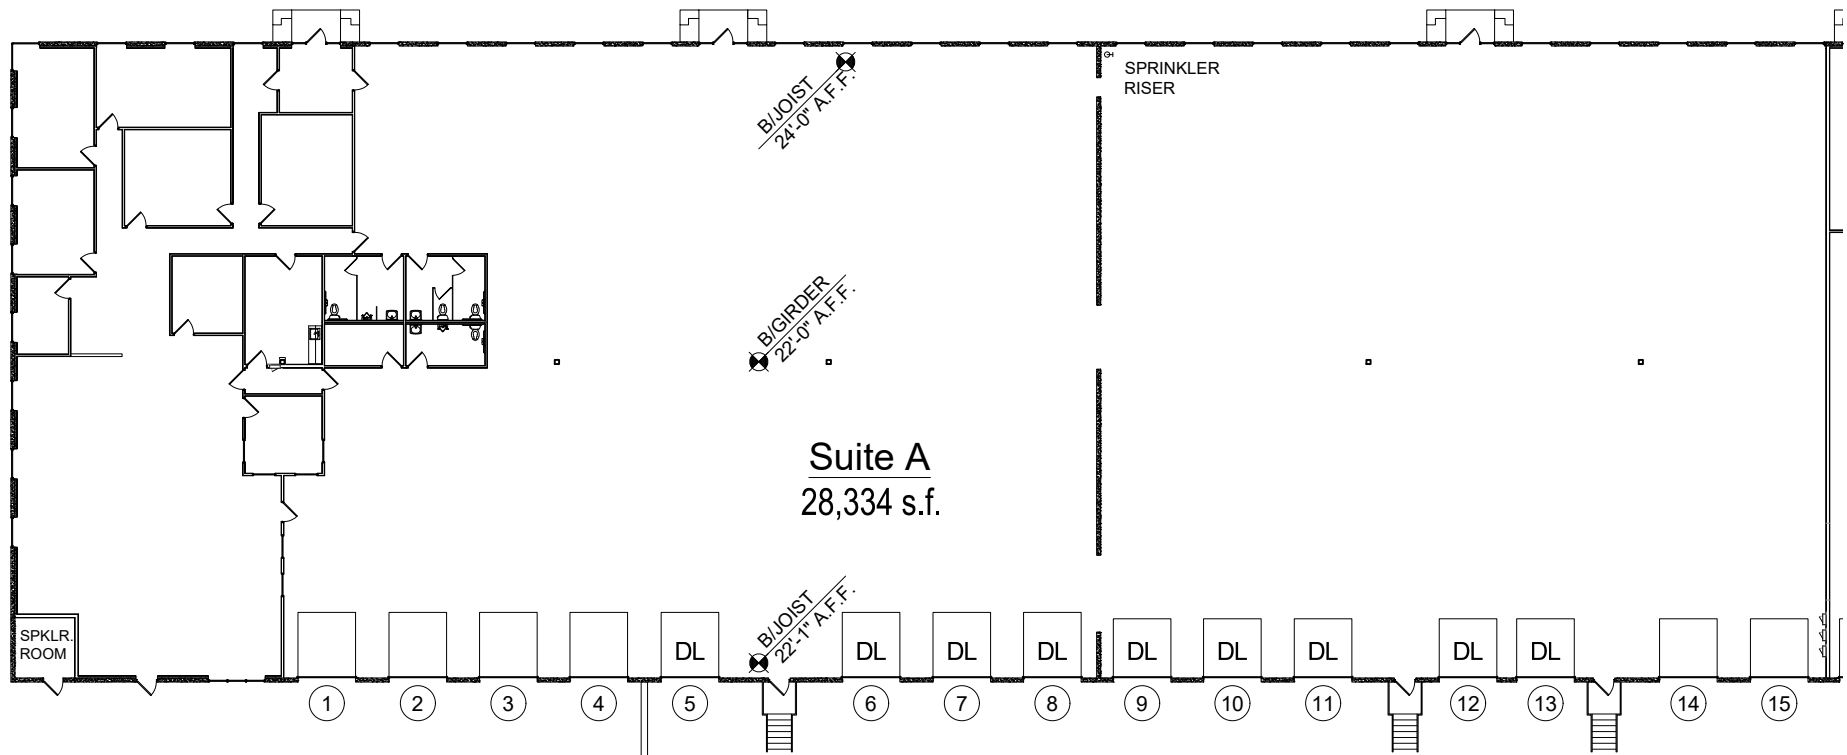 SPRINKLER
RISER
B/JOIST
24'-0" A.F.F.
B/GIRDER
22'-0" A.F.F.
Suite A
28,334 s.f.
B/JOIST
22'-1" A.F.F.
SPKLR.
ROOM
DL
DL
DL
DL
DL
DL
DL
DL
DL
1
2
3
4
5
6
7
8
9
10
11
12
13
14
15